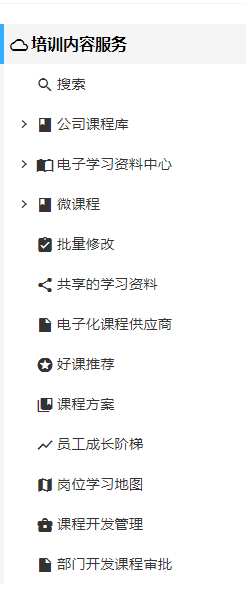 培训内容服务
搜索
公司课程库
电子学习资料中心
微课程
批量修改
共享的学习资料
电子化课程供应商
好课推荐
课程方案
员工成长阶梯
岗位学习地图
课程开发管理
部门开发课程审批